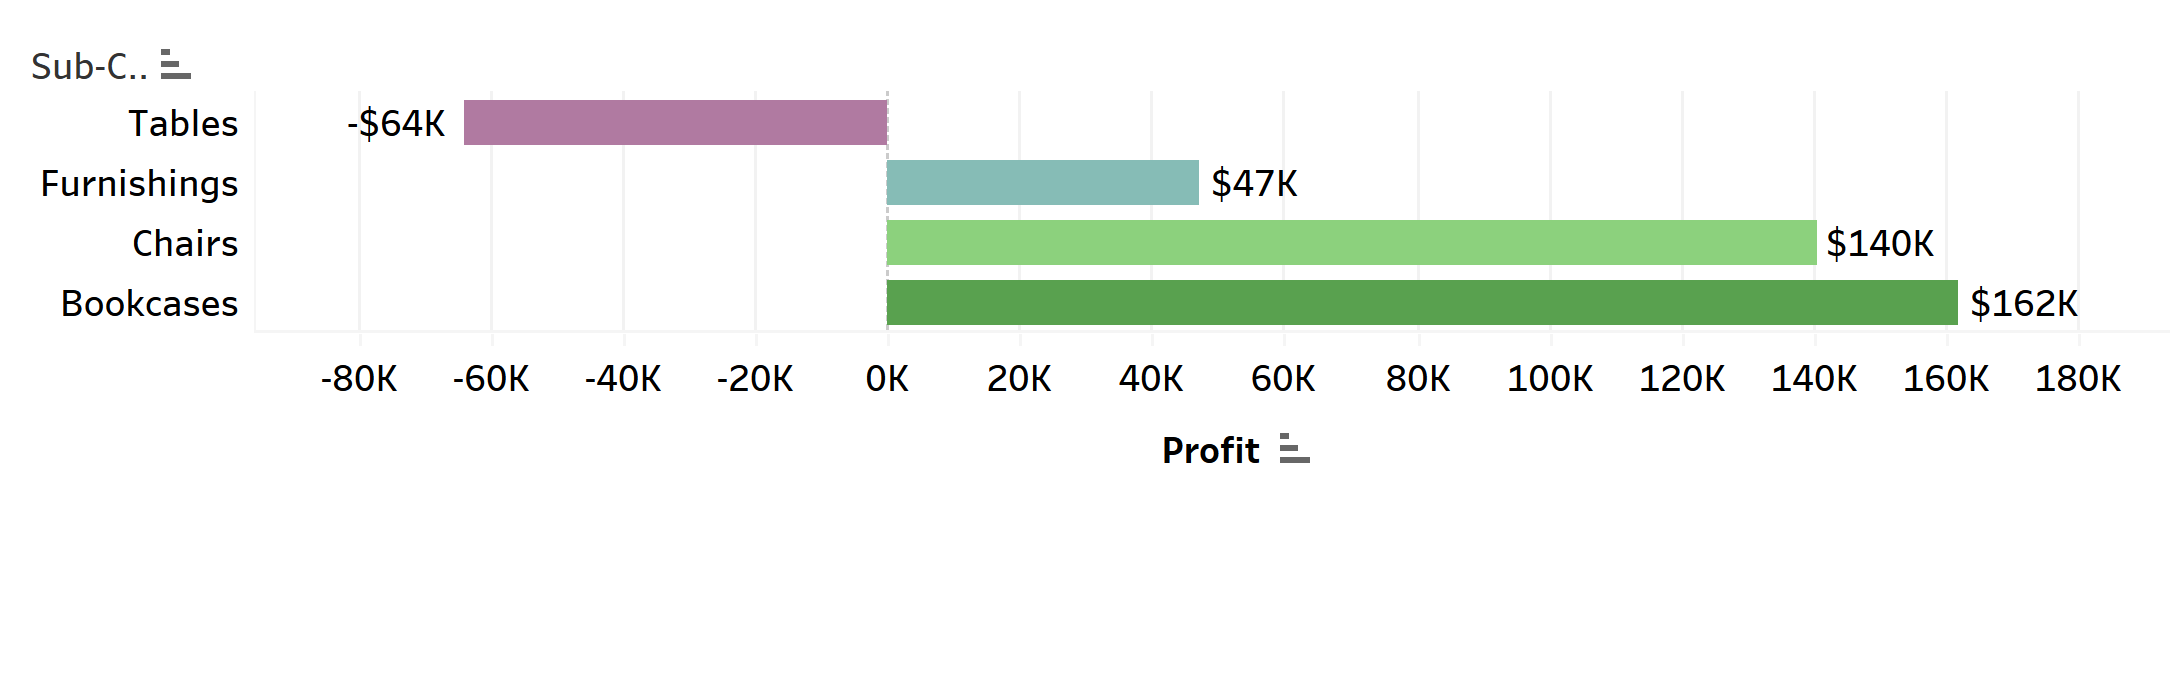 Sub-C..
Tables -$64K
Furnishings $47K
Chairs $140K
Bookcases $162K
-80K -60K -40K -20K 0K 20K 40K 60K 80K 100K 120K 140K 160K 180K
Profit